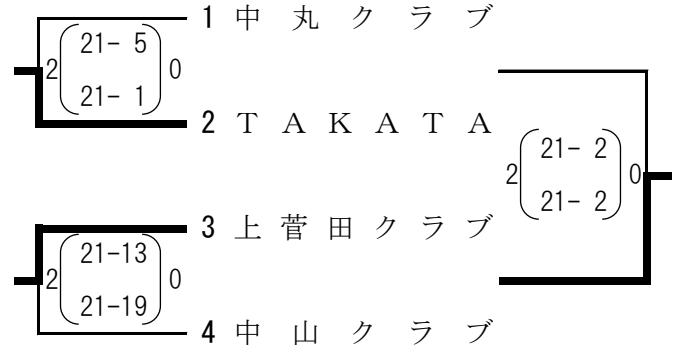 1 中丸クラブ
2 ( 21- 5 21- 1 ) 0
2 TAKATA
2 ( 21- 2 21- 2 ) 0
3 上菅田クラブ
2 ( 21-13 21-19 ) 0
4 中山クラブ